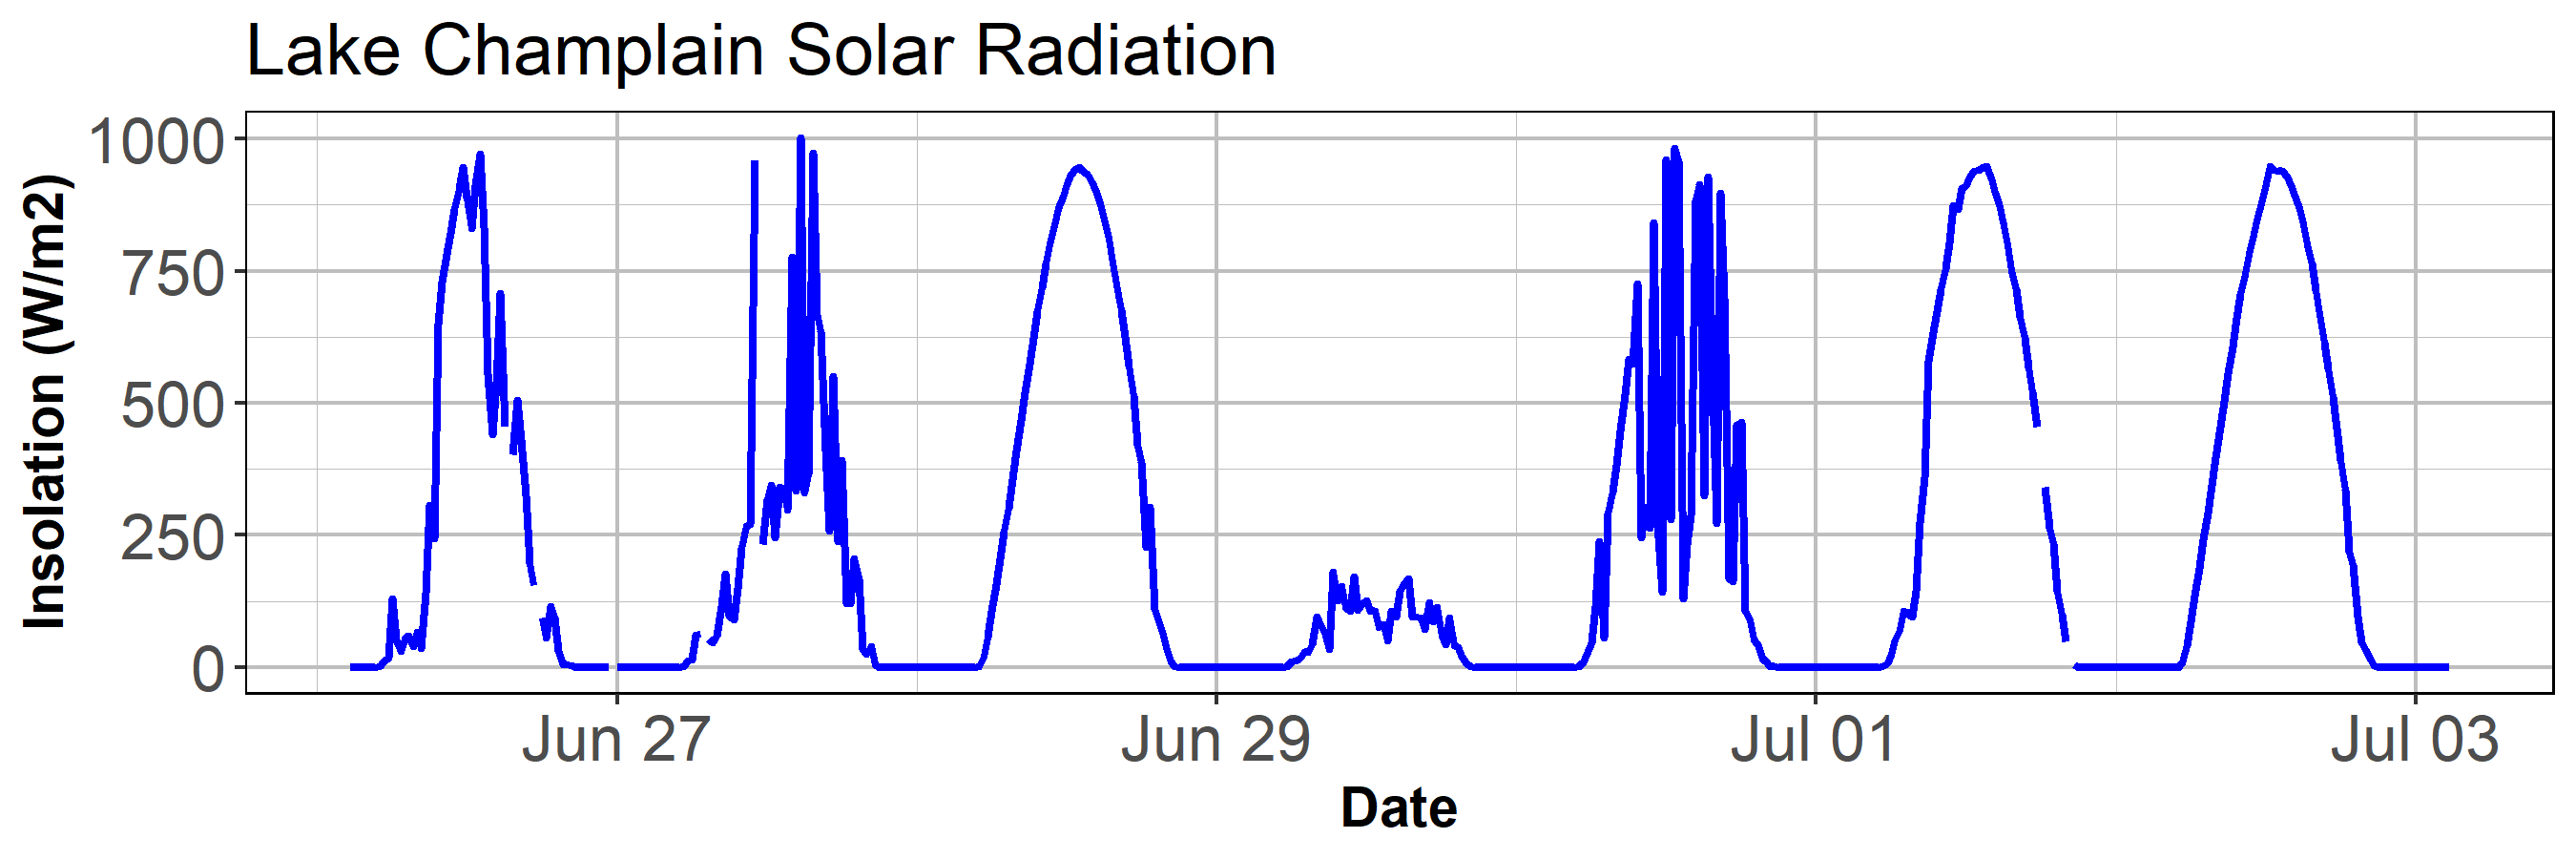 Lake Champlain Solar Radiation
Insolation (W/m2)
1000
750
500
250
0
Jun 27
Jun 29
Jul 01
Jul 03
Date